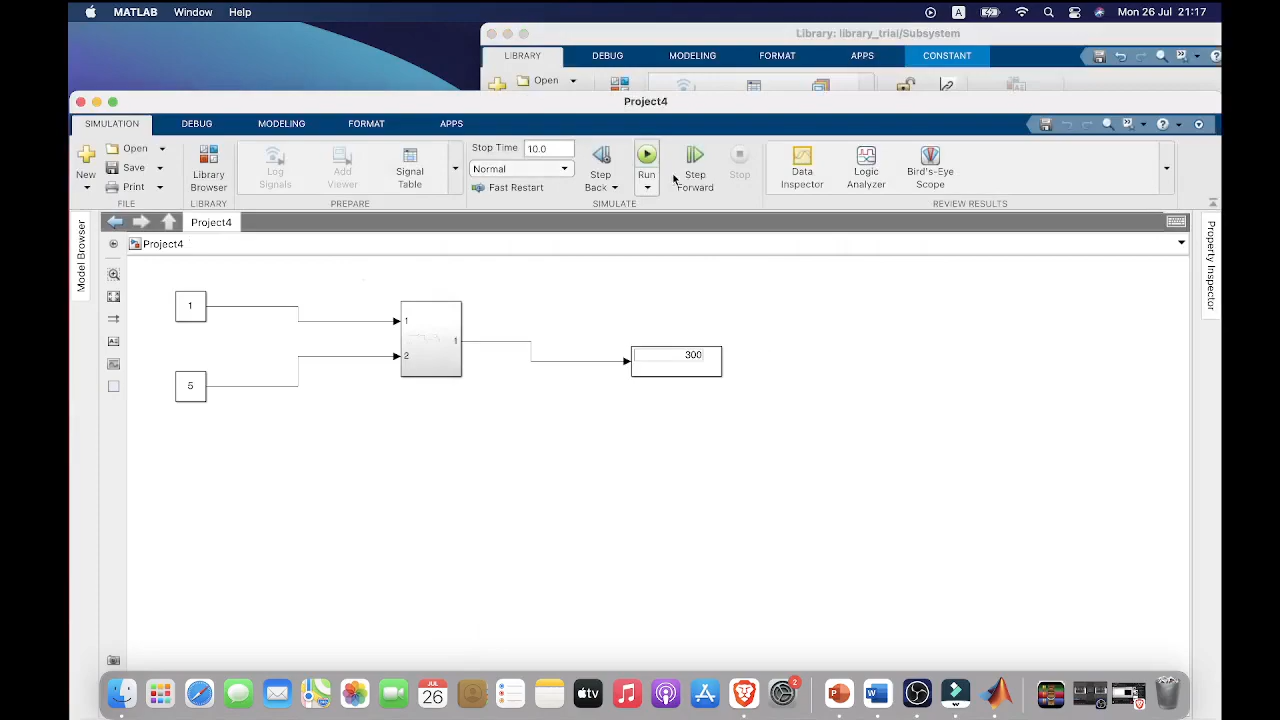 MATLAB Window Help
A
Mon 26 Jul 21:17
Library: library_trial/Subsystem
LIBRARY DEBUG MODELING FORMAT APPS CONSTANT
Open
Project4
SIMULATION DEBUG MODELING FORMAT APPS
New
Open
Save
Print
FILE
Library Browser
LIBRARY
Log Signals
Add Viewer
Signal Table
PREPARE
Stop Time 10.0
Normal
Fast Restart
Step Back
Run
Step Forward
Stop
SIMULATE
Data Inspector
Logic Analyzer
Bird's-Eye Scope
REVIEW RESULTS
Model Browser
Project4
Project4
Property Inspector
1
5
1
2
1
300
JUL
26
tv
2